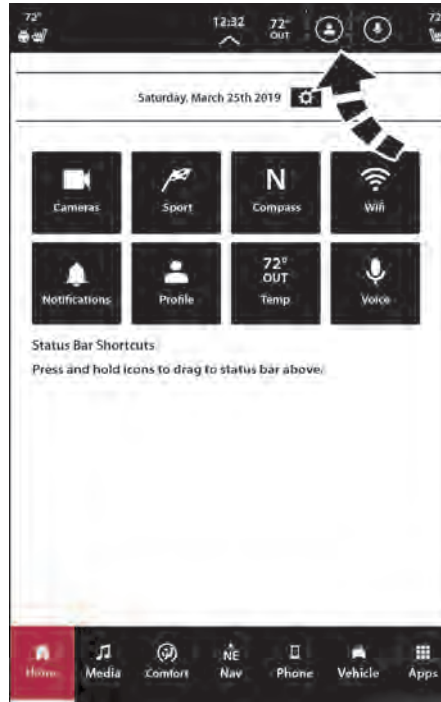 72° 12:32 72° 72
OUT
Saturday, March 25th 2019
N
Cameras Sport Compass Wifi
72°
OUT
Notifications Profile Temp Voice
Status Bar Shortcuts
Press and hold icons to drag to status bar above.
NE
Home Media Comfort Nav Phone Vehicle Apps